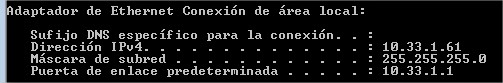 Adaptador de Ethernet Conexión de área local:
Sufijo DNS específico para la conexión. . :
Dirección IPv4. . . . . . . . . . . . . . : 10.33.1.61
Máscara de subred . . . . . . . . . . . . : 255.255.255.0
Puerta de enlace predeterminada . . . . . : 10.33.1.1